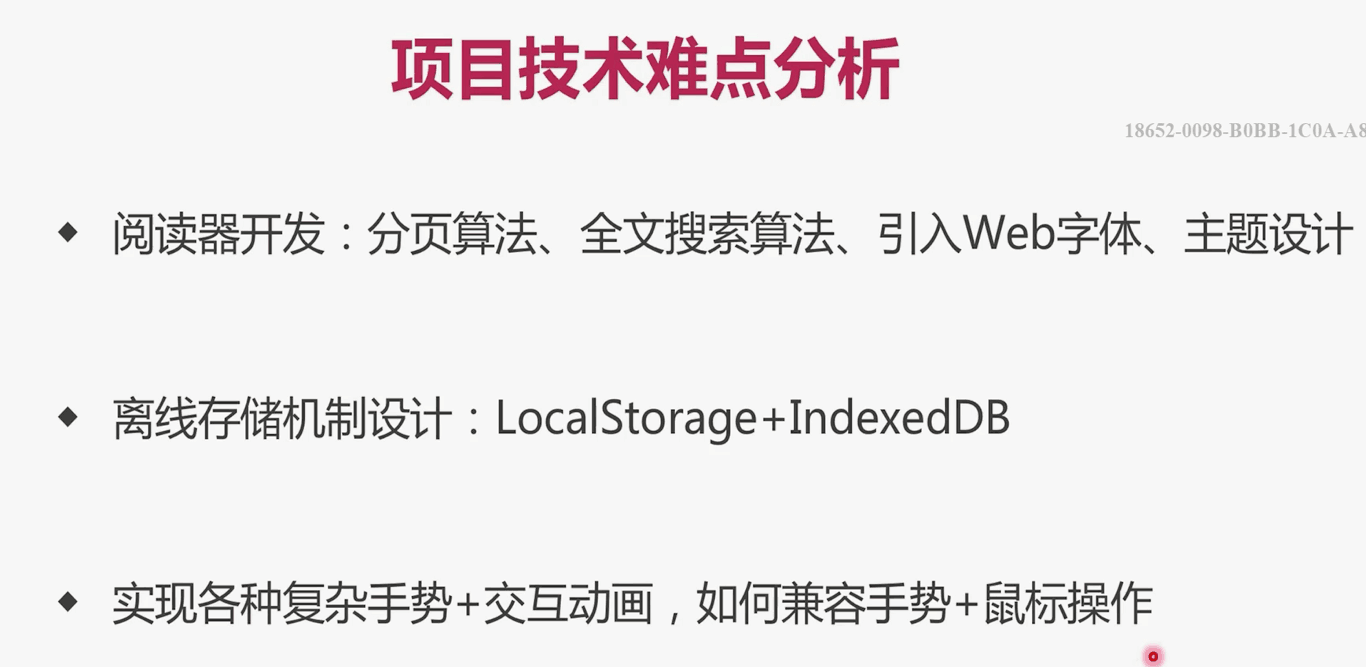 项目技术难点分析
18652-0098-B0BB-1C0A-A8
◆ 阅读器开发：分页算法、全文搜索算法、引入Web字体、主题设计
◆ 离线存储机制设计：LocalStorage+IndexedDB
◆ 实现各种复杂手势+交互动画，如何兼容手势+鼠标操作